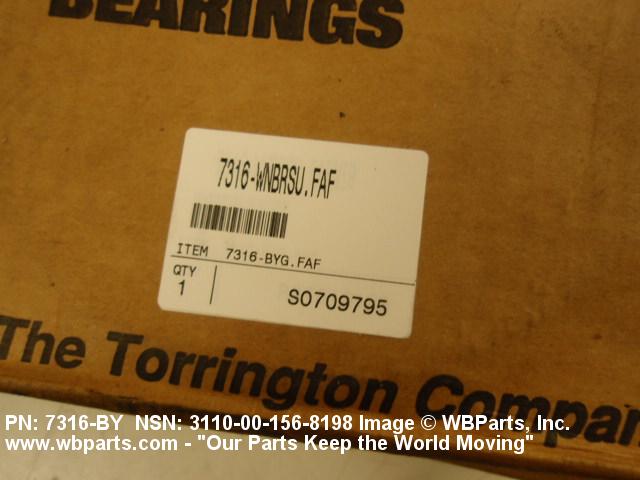 BEARINGS
7316-WNBRSU.FAF
ITEM 7316-BYG.FAF
QTY
1
SO709795
The Torrington Compan
PN: 7316-BY NSN: 3110-00-156-8198 Image © WBParts, Inc.
www.wbparts.com - "Our Parts Keep the World Moving"